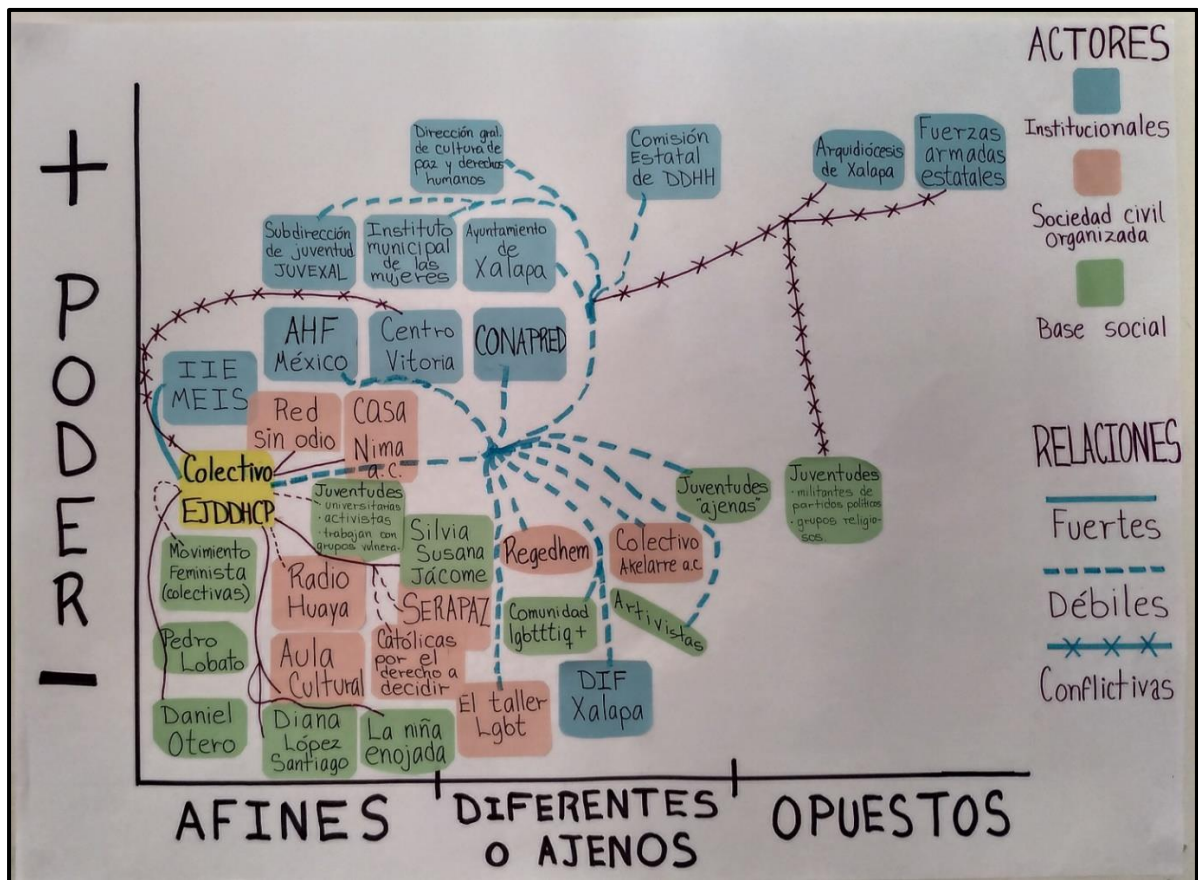 +
PODER
-
Dirección gral.
de cultura de
paz y derechos
humanos
Comisión
Estatal
de DDHH
Arquidiócesis
de Xalapa
Fuerzas
armadas
estatales
Subdirección
de juventud
JUVEXAL
Instituto
municipal
de las
mujeres
Ayuntamiento
de
Xalapa
AHF
México
Centro
Vitoria
CONAPRED
IIE
MEIS
Red
sin odio
CASA
Nima
a.c.
Colectivo
EJDDHCP
Juventudes
· universitarias
· activistas
· trabajan con
grupos vulnera-
Silvia
Susana
Jácome
Juventudes
"ajenas"
Juventudes
· militantes de
partidos políticos
· grupos religio-
sos.
Movimiento
Feminista
(colectivas)
Radio
Huaya
SERAPAZ
Regedhem
Colectivo
Akelarre a.c
Pedro
Lobato
Aula
Cultural
Católicas
por el
derecho a
decidir
Comunidad
lgbtttiq+
Artivistas
Daniel
Otero
Diana
López
Santiago
La niña
enojada
El taller
Lgbt
DIF
Xalapa
AFINES
DIFERENTES
o AJENOS
OPUESTOS
ACTORES
Institucionales
Sociedad civil
organizada
Base social
RELACIONES
Fuertes
Débiles
Conflictivas